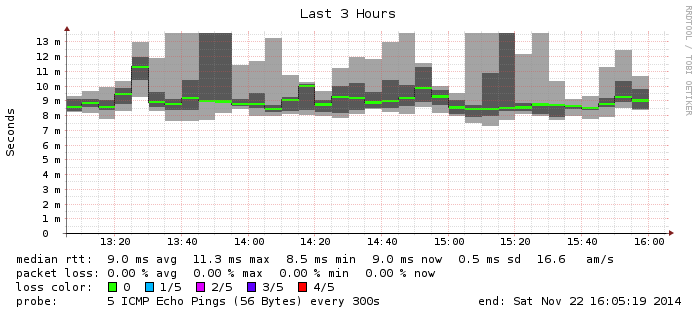 Last 3 Hours
RRDTOOL / TOBI OETIKER
Seconds
13 m
12 m
11 m
10 m
9 m
8 m
7 m
6 m
5 m
4 m
3 m
2 m
1 m
0
13:20 13:40 14:00 14:20 14:40 15:00 15:20 15:40 16:00
median rtt: 9.0 ms avg 11.3 ms max 8.5 ms min 9.0 ms now 0.5 ms sd 16.6 am/s
packet loss: 0.00 % avg 0.00 % max 0.00 % min 0.00 % now
loss color: 0 1/5 2/5 3/5 4/5
probe: 5 ICMP Echo Pings (56 Bytes) every 300s end: Sat Nov 22 16:05:19 2014